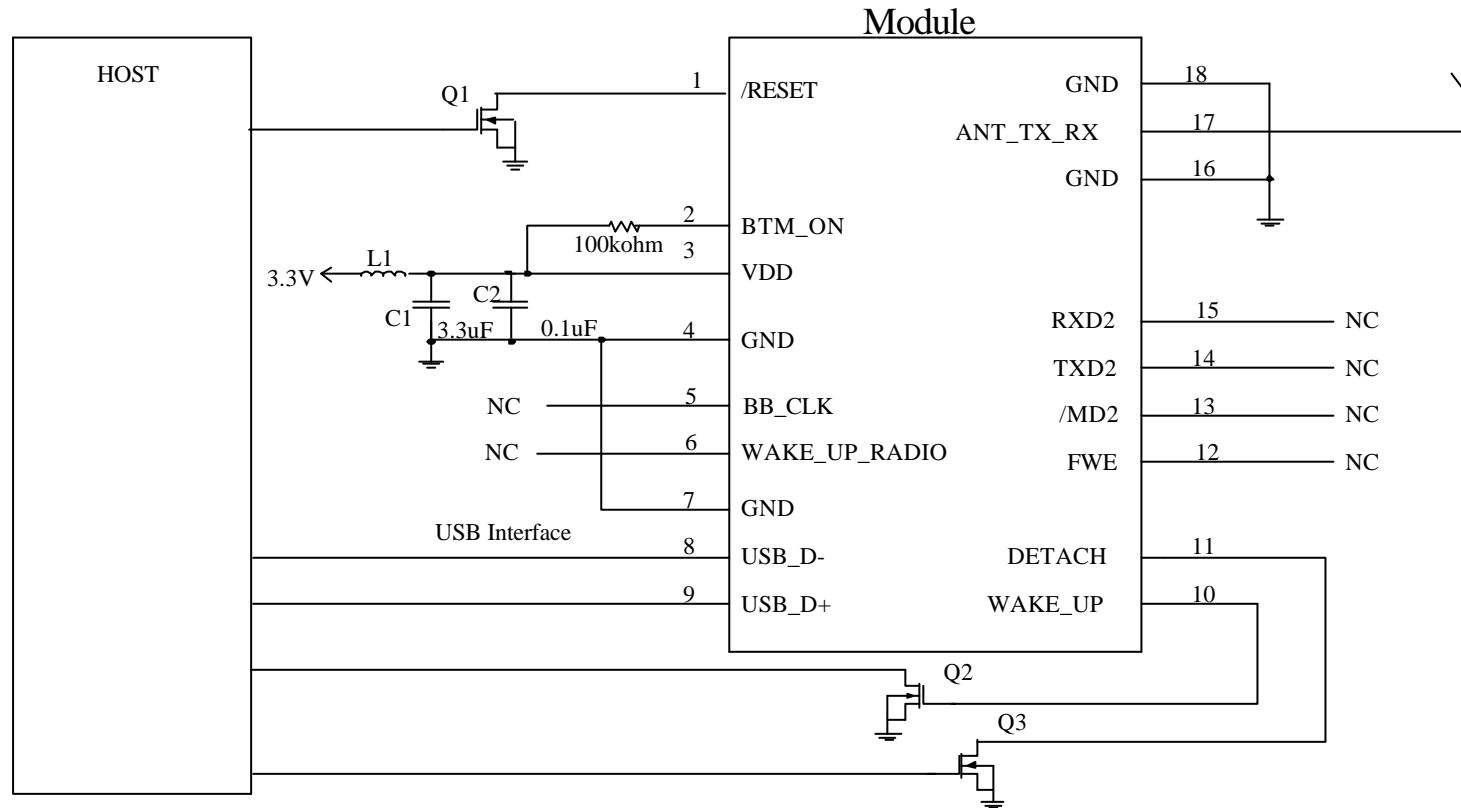 Module
HOST
Q1
1
/RESET
GND
18
ANT_TX_RX
17
GND
16
2
BTM_ON
100kohm
3
VDD
L1
3.3V
C1
C2
3.3uF
0.1uF
4
GND
RXD2
15
NC
TXD2
14
NC
NC
5
BB_CLK
/MD2
13
NC
NC
6
WAKE_UP_RADIO
FWE
12
NC
7
GND
USB Interface
8
USB_D-
DETACH
11
9
USB_D+
WAKE_UP
10
Q2
Q3